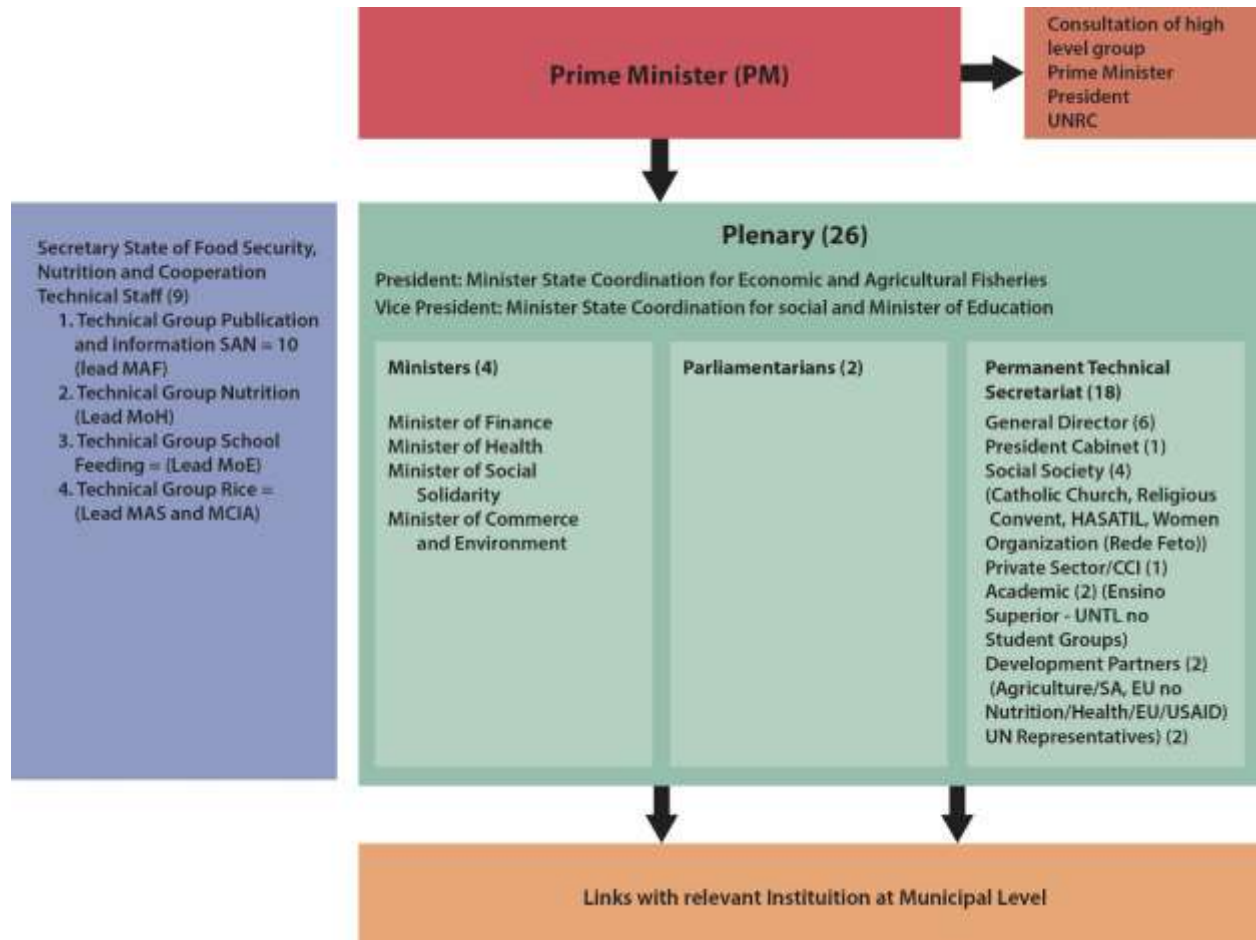 Prime Minister (PM)
Consultation of high
level group
Prime Minister
President
UNRC
Secretary State of Food Security,
Nutrition and Cooperation
Technical Staff (9)
1. Technical Group Publication
and information SAN = 10
(lead MAF)
2. Technical Group Nutrition
(Lead MoH)
3. Technical Group School
Feeding = (Lead MoE)
4. Technical Group Rice =
(Lead MAS and MCIA)
Plenary (26)
President: Minister State Coordination for Economic and Agricultural Fisheries
Vice President: Minister State Coordination for social and Minister of Education
Ministers (4)
Minister of Finance
Minister of Health
Minister of Social
Solidarity
Minister of Commerce
and Environment
Parliamentarians (2)
Permanent Technical
Secretariat (18)
General Director (6)
President Cabinet (1)
Social Society (4)
(Catholic Church, Religious
Convent, HASATIL, Women
Organization (Rede Feto))
Private Sector/CCI (1)
Academic (2) (Ensino
Superior - UNTL no
Student Groups)
Development Partners (2)
(Agriculture/SA, EU no
Nutrition/Health/EU/USAID)
UN Representatives) (2)
Links with relevant Instituition at Municipal Level